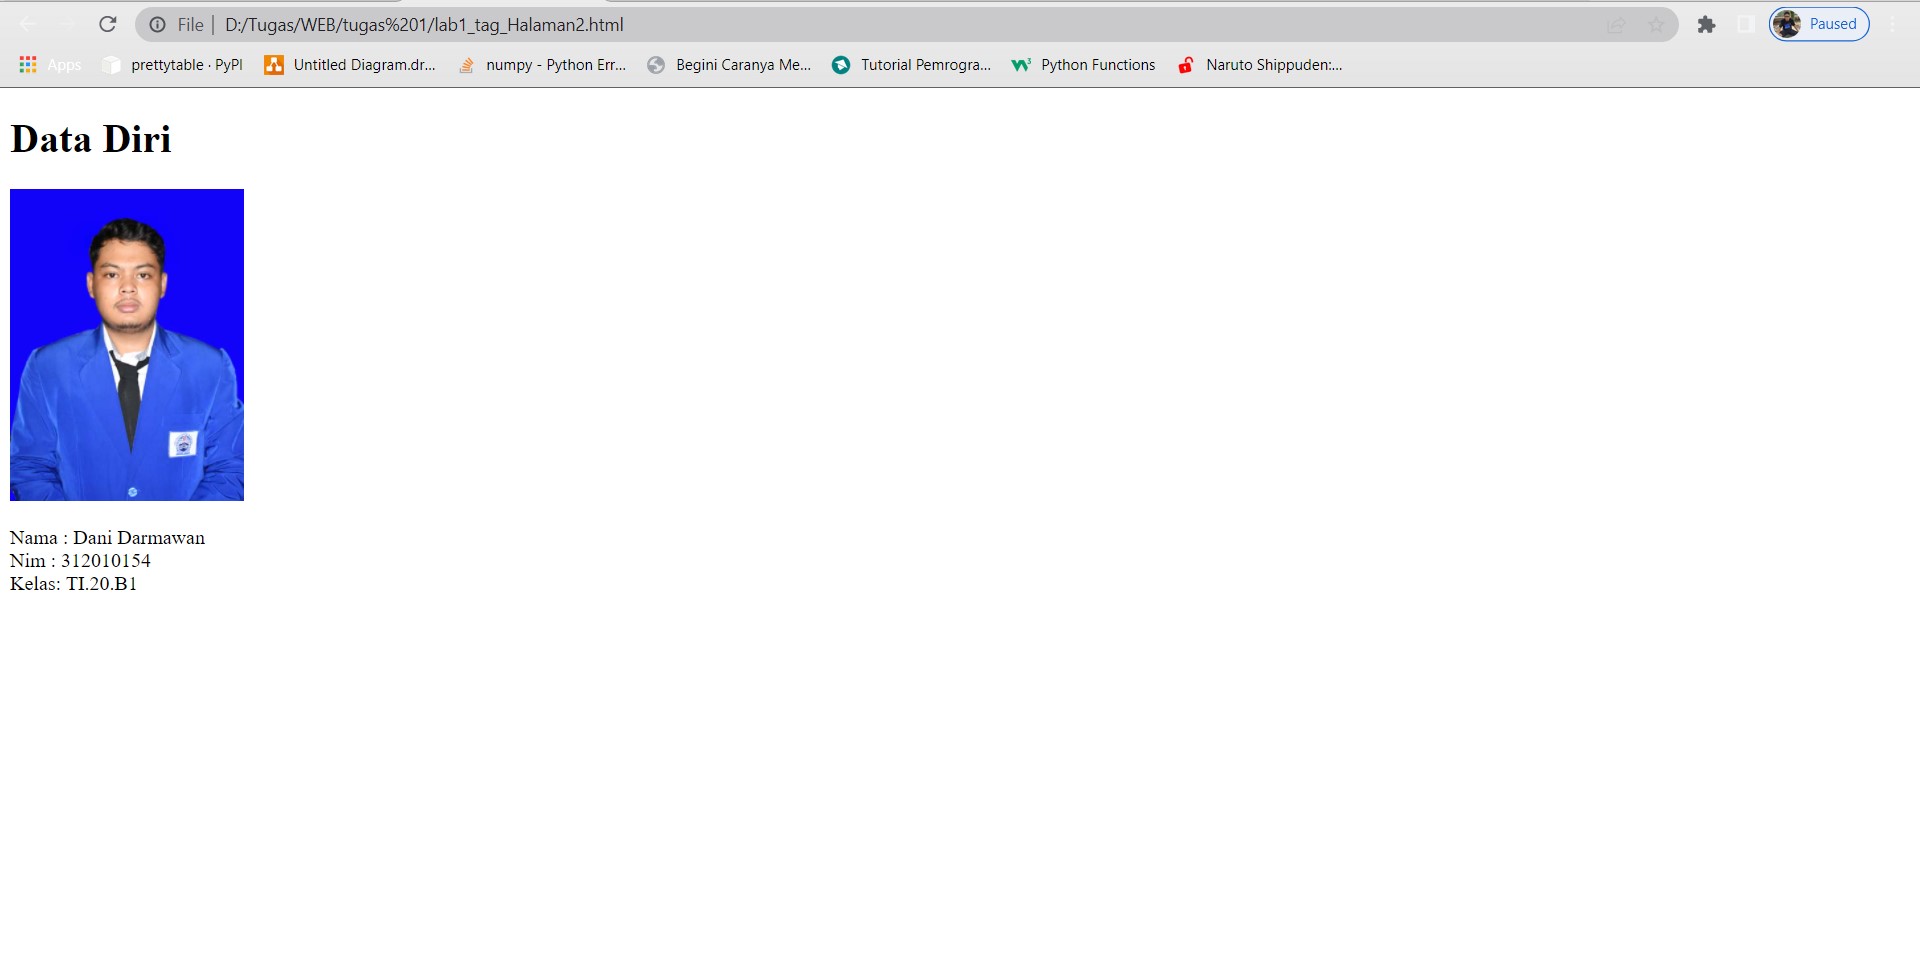 File | D:/Tugas/WEB/tugas%201/lab1_tag_Halaman2.html
Paused
Apps
prettytable · PyPI
Untitled Diagram.dr...
numpy - Python Err...
Begini Caranya Me...
Tutorial Pemrogra...
Python Functions
Naruto Shippuden:...
Data Diri
Nama : Dani Darmawan
Nim : 312010154
Kelas: TI.20.B1